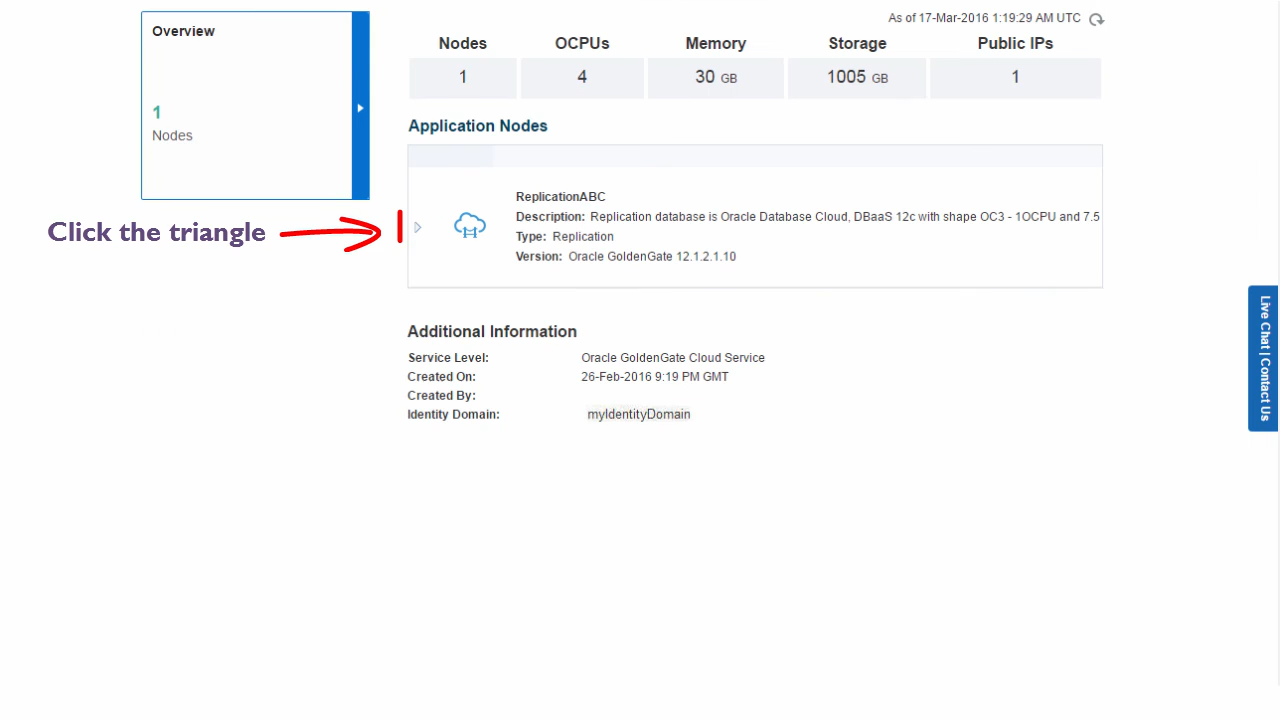 As of 17-Mar-2016 1:19:29 AM UTC
Overview
1
Nodes
Nodes OCPUs Memory Storage Public IPs
1 4 30 GB 1005 GB 1
Application Nodes
ReplicationABC
Description: Replication database is Oracle Database Cloud, DBaaS 12c with shape OC3 - 1OCPU and 7.5
Type: Replication
Version: Oracle GoldenGate 12.1.2.1.10
Click the triangle
Additional Information
Service Level: Oracle GoldenGate Cloud Service
Created On: 26-Feb-2016 9:19 PM GMT
Created By:
Identity Domain: myIdentityDomain
Live Chat | Contact Us